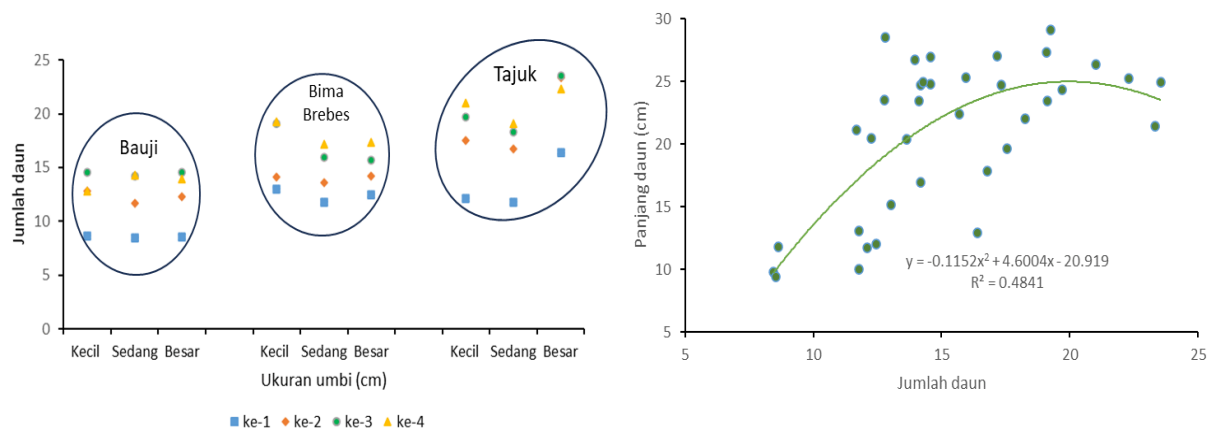 25
20
15
10
5
0
Jumlah daun
Bauji
Bima
Brebes
Tajuk
Kecil Sedang Besar Kecil Sedang Besar Kecil Sedang Besar
Ukuran umbi (cm)
ke-1 ke-2 ke-3 ke-4
30
25
20
15
10
5
Panjang daun (cm)
y = -0.1152x² + 4.6004x - 20.919
R² = 0.4841
5 10 15 20 25
Jumlah daun